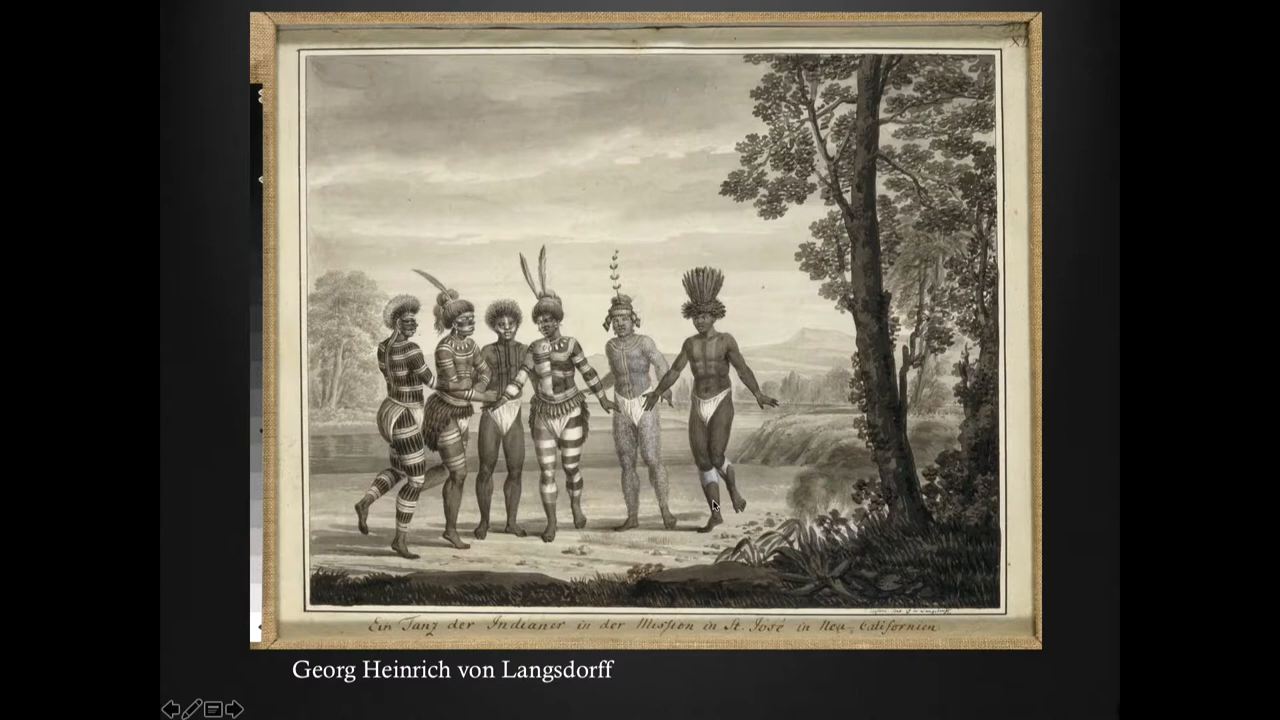 Ein Tanz der Indianer in der Mission in St. José in Neu-Californien
Georg Heinrich von Langsdorff